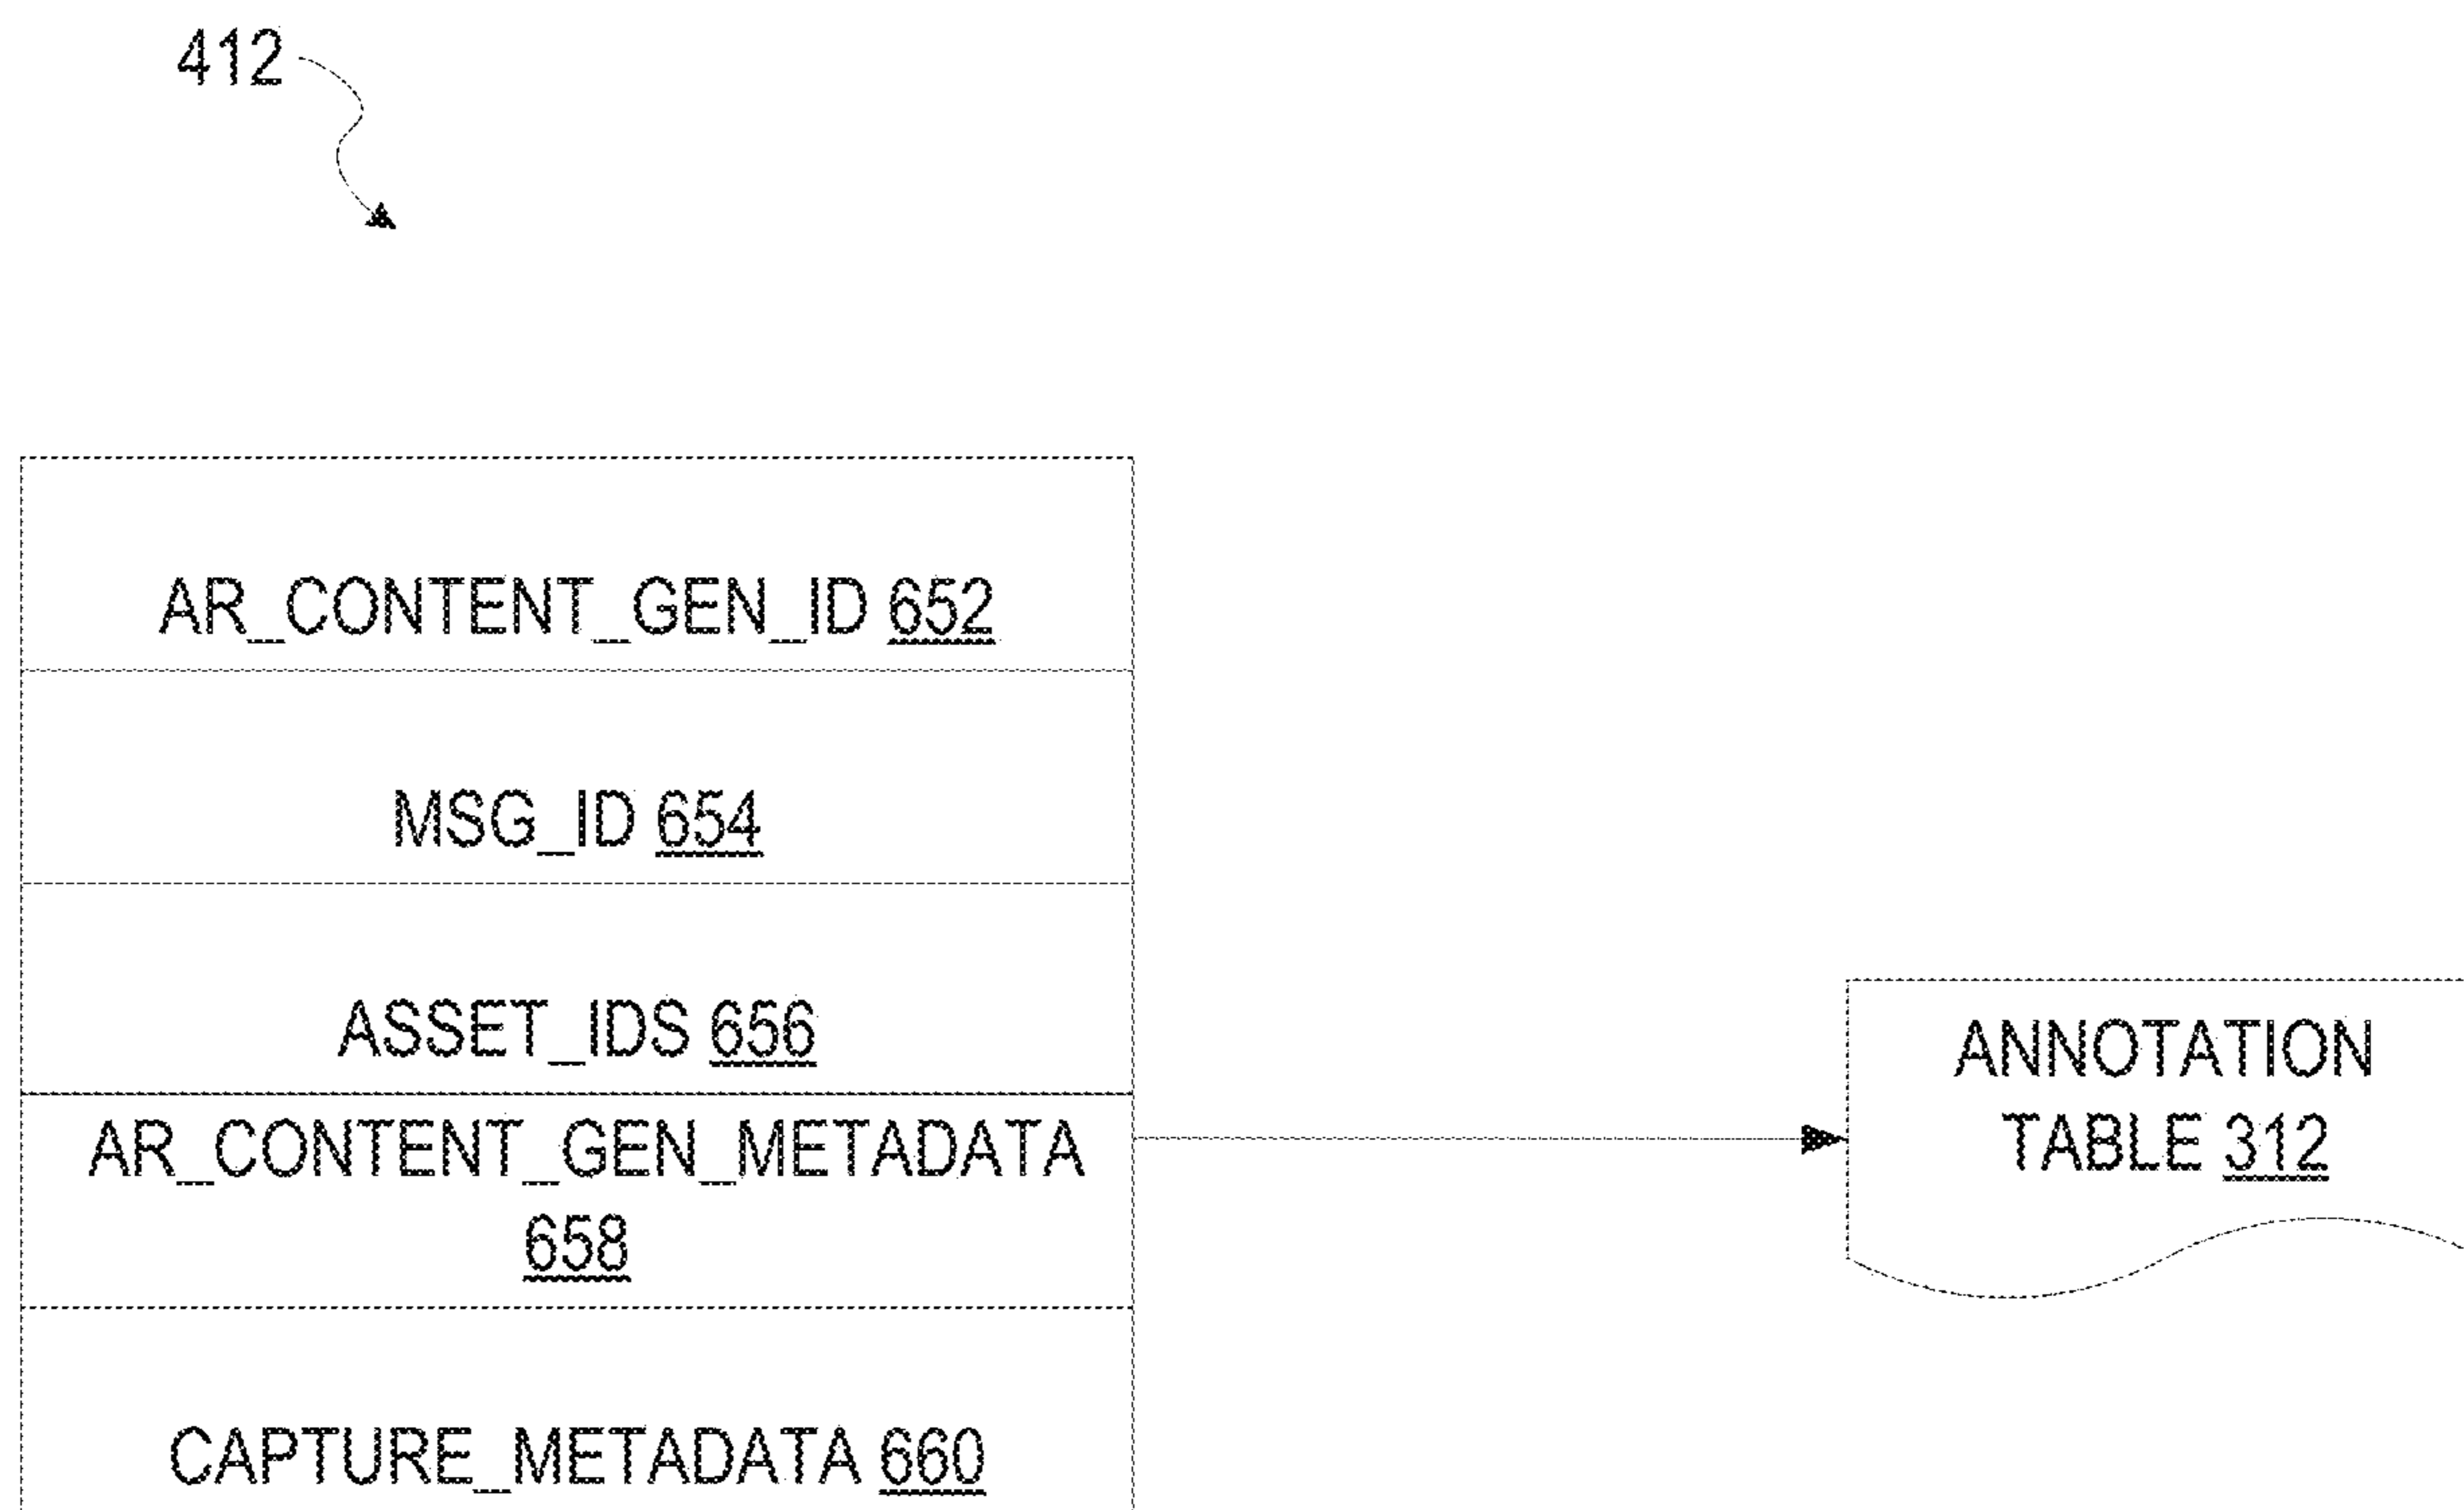 412
AR_CONTENT_GEN_ID 652
MSG_ID 654
ASSET_IDS 656
AR_CONTENT_GEN_METADATA
658
CAPTURE_METADATA 660
ANNOTATION
TABLE 312